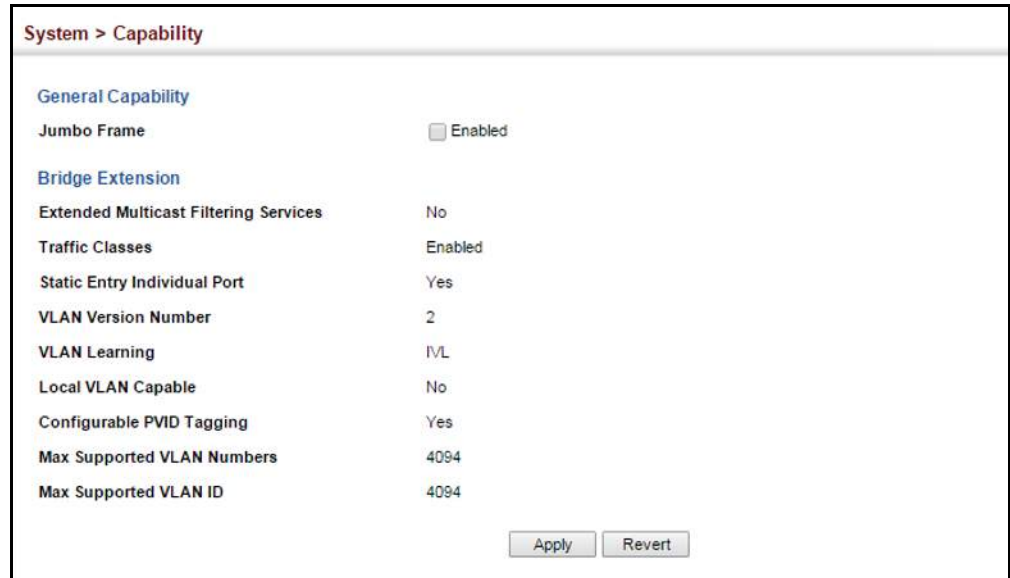 System > Capability
General Capability
Jumbo Frame Enabled
Bridge Extension
Extended Multicast Filtering Services No
Traffic Classes Enabled
Static Entry Individual Port Yes
VLAN Version Number 2
VLAN Learning IVL
Local VLAN Capable No
Configurable PVID Tagging Yes
Max Supported VLAN Numbers 4094
Max Supported VLAN ID 4094
Apply Revert